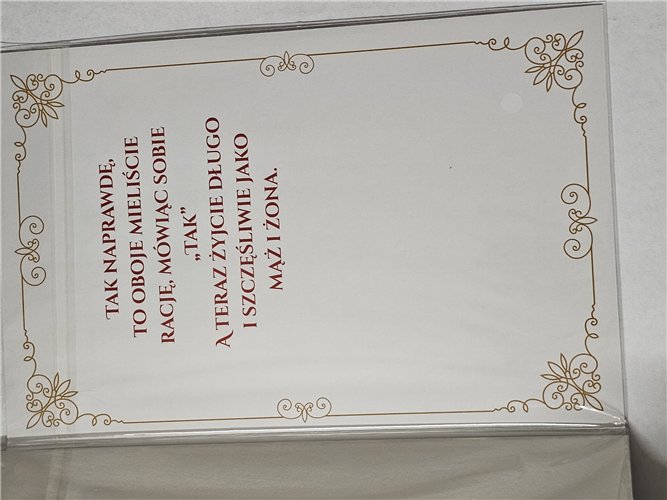 Tak naprawdę,
to oboje mieliście
rację, mówiąc sobie
„tak”
A teraz żyjcie długo
i szczęśliwie jako
mąż i żona.